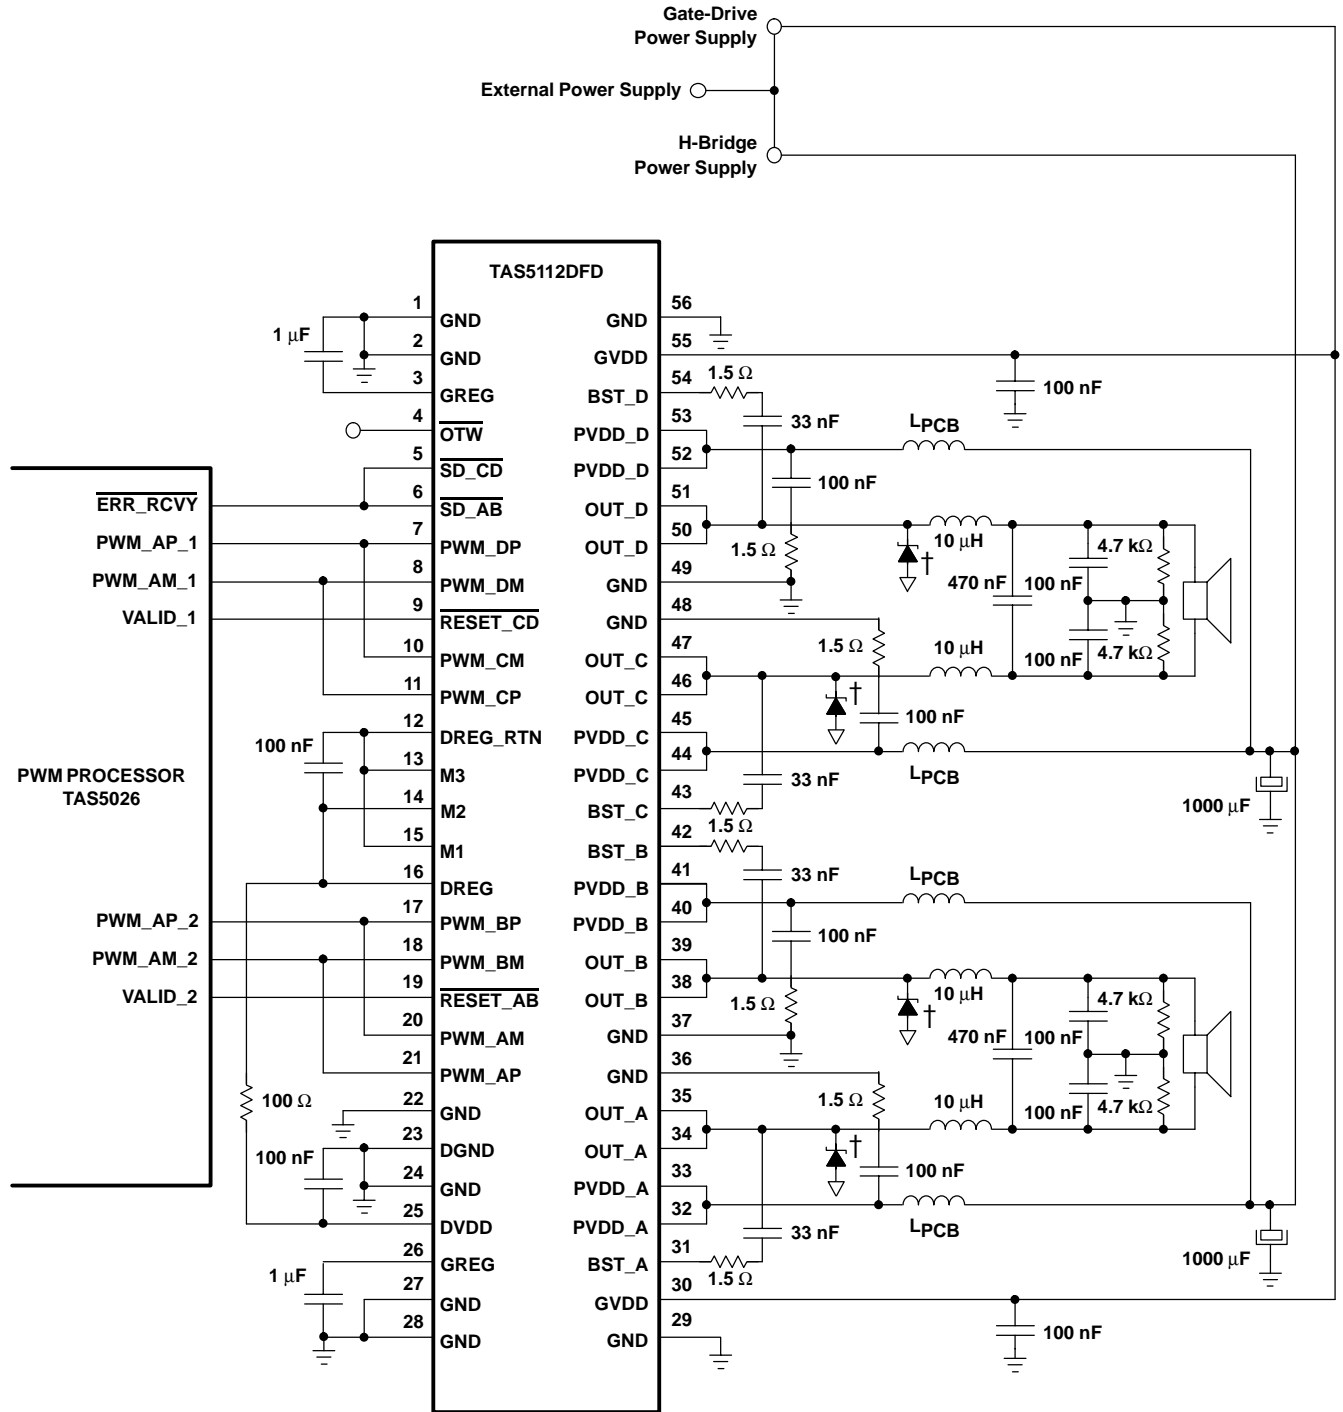 Gate-Drive
Power Supply
External Power Supply
H-Bridge
Power Supply
TAS5112DFD
1
GND
2
GND
3
GREG
4
OTW
5
SD_CD
6
SD_AB
7
PWM_DP
8
PWM_DM
9
RESET_CD
10
PWM_CM
11
PWM_CP
12
DREG_RTN
13
M3
14
M2
15
M1
16
DREG
17
PWM_BP
18
PWM_BM
19
RESET_AB
20
PWM_AM
21
PWM_AP
22
GND
23
DGND
24
GND
25
DVDD
26
GREG
27
GND
28
GND
56
GND
55
GVDD
54
BST_D
53
PVDD_D
52
PVDD_D
51
OUT_D
50
OUT_D
49
GND
48
GND
47
OUT_C
46
OUT_C
45
PVDD_C
44
PVDD_C
43
BST_C
42
BST_B
41
PVDD_B
40
PVDD_B
39
OUT_B
38
OUT_B
37
GND
36
GND
35
OUT_A
34
OUT_A
33
PVDD_A
32
PVDD_A
31
BST_A
30
GVDD
29
GND
1 µF
ERR_RCVY
PWM_AP_1
PWM_AM_1
VALID_1
100 nF
PWM PROCESSOR
TAS5026
PWM_AP_2
PWM_AM_2
VALID_2
100 Ω
100 nF
1 µF
1.5 Ω
100 nF
33 nF
LPCB
100 nF
1.5 Ω
†
10 µH
470 nF
100 nF
4.7 kΩ
1.5 Ω
10 µH
100 nF
4.7 kΩ
†
100 nF
LPCB
33 nF
1.5 Ω
1000 µF
33 nF
LPCB
100 nF
1.5 Ω
†
10 µH
470 nF
100 nF
4.7 kΩ
1.5 Ω
10 µH
100 nF
4.7 kΩ
†
100 nF
LPCB
33 nF
1.5 Ω
1000 µF
100 nF